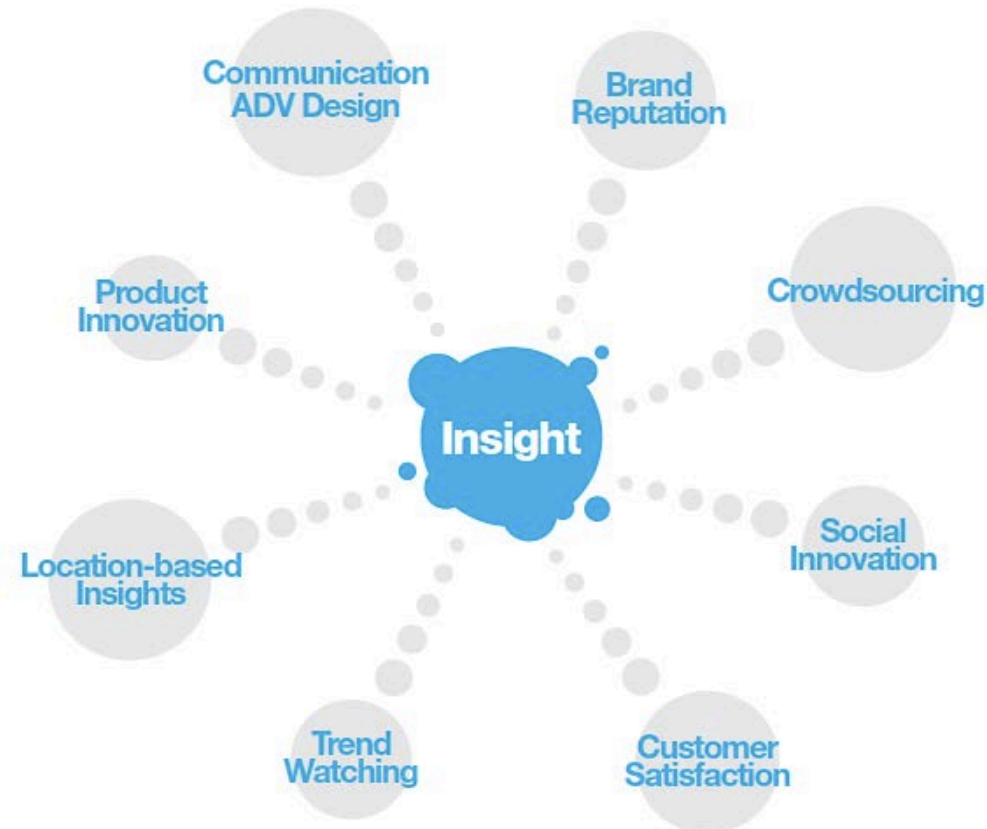 Communication
ADV Design
Brand
Reputation
Product
Innovation
Crowdsourcing
Insight
Location-based
Insights
Social
Innovation
Trend
Watching
Customer
Satisfaction